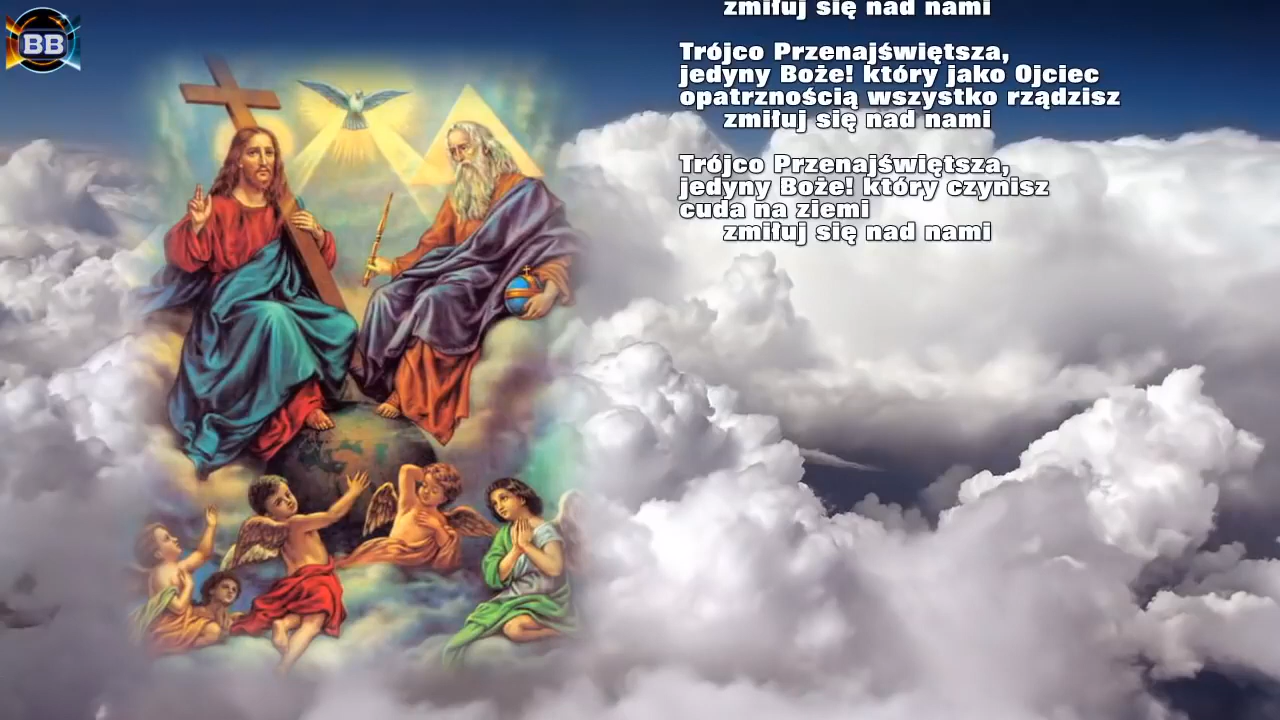 BB
zmiłuj się nad nami
Trójco Przenajświętsza,
jedyny Boże! który jako Ojciec
opatrznością wszystko rządzisz
zmiłuj się nad nami
Trójco Przenajświętsza,
jedyny Boże! który czynisz
cuda na ziemi
zmiłuj się nad nami